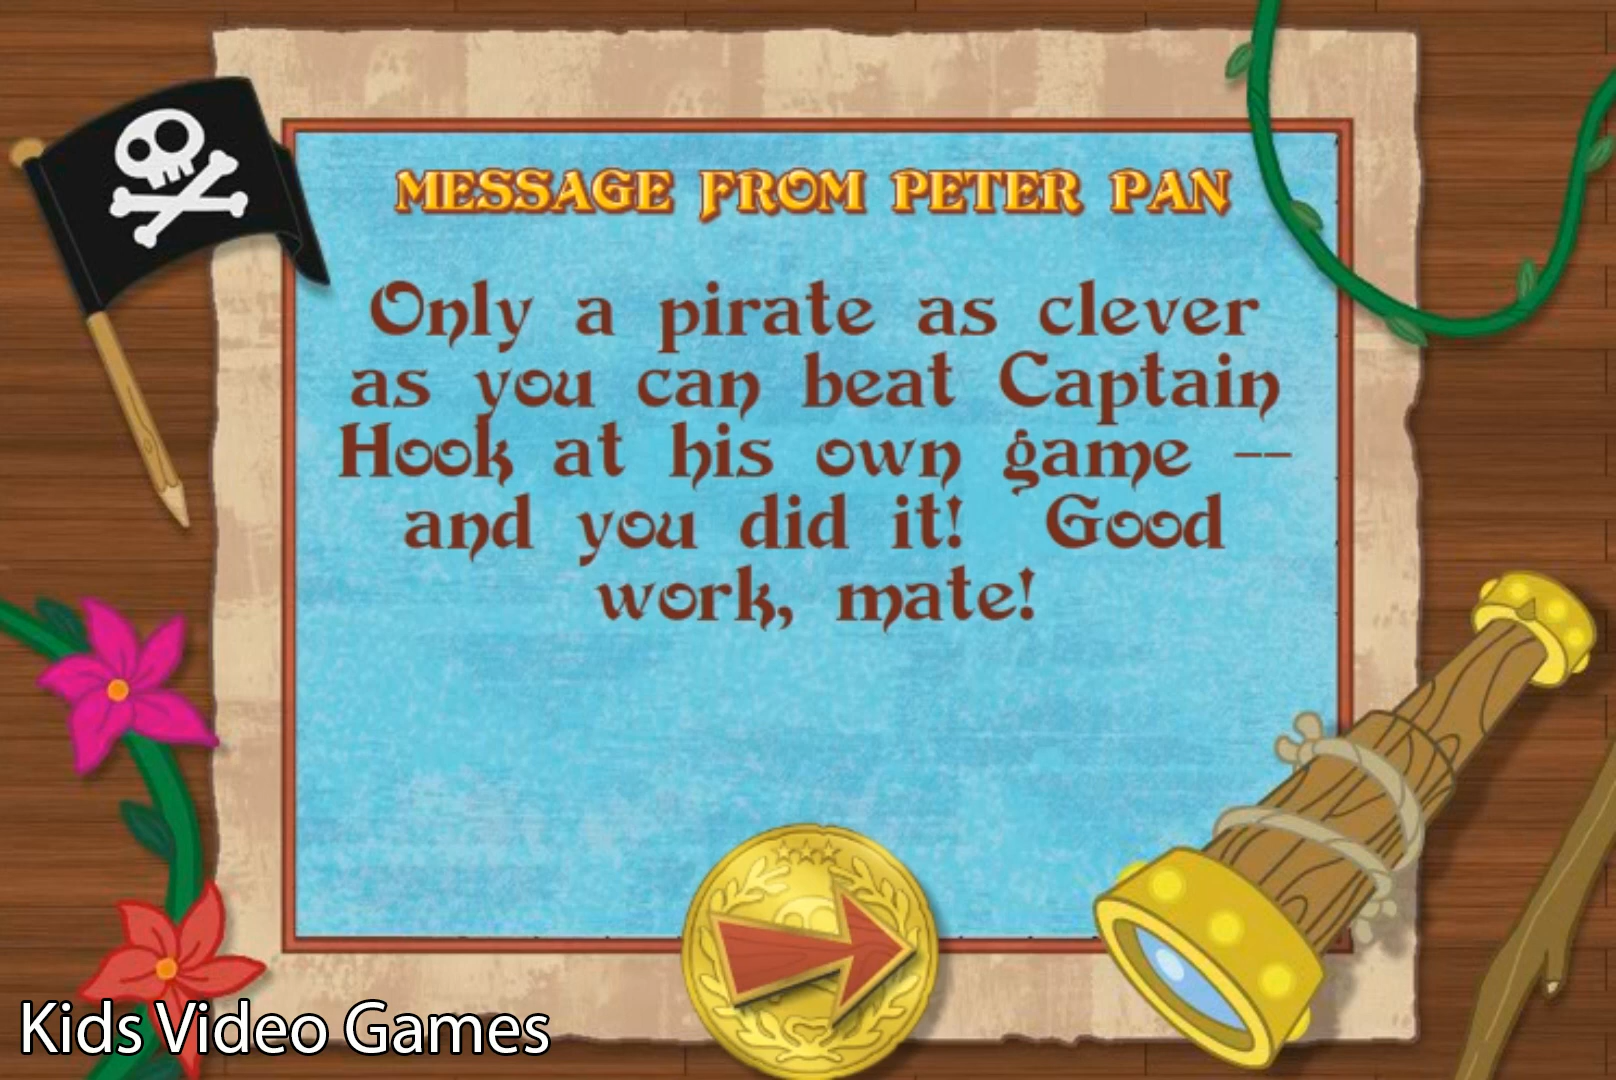 MESSAGE FROM PETER PAN
Only a pirate as clever
as you can beat Captain
Hook at his own game --
and you did it!  Good
work, mate!
Kids Video Games